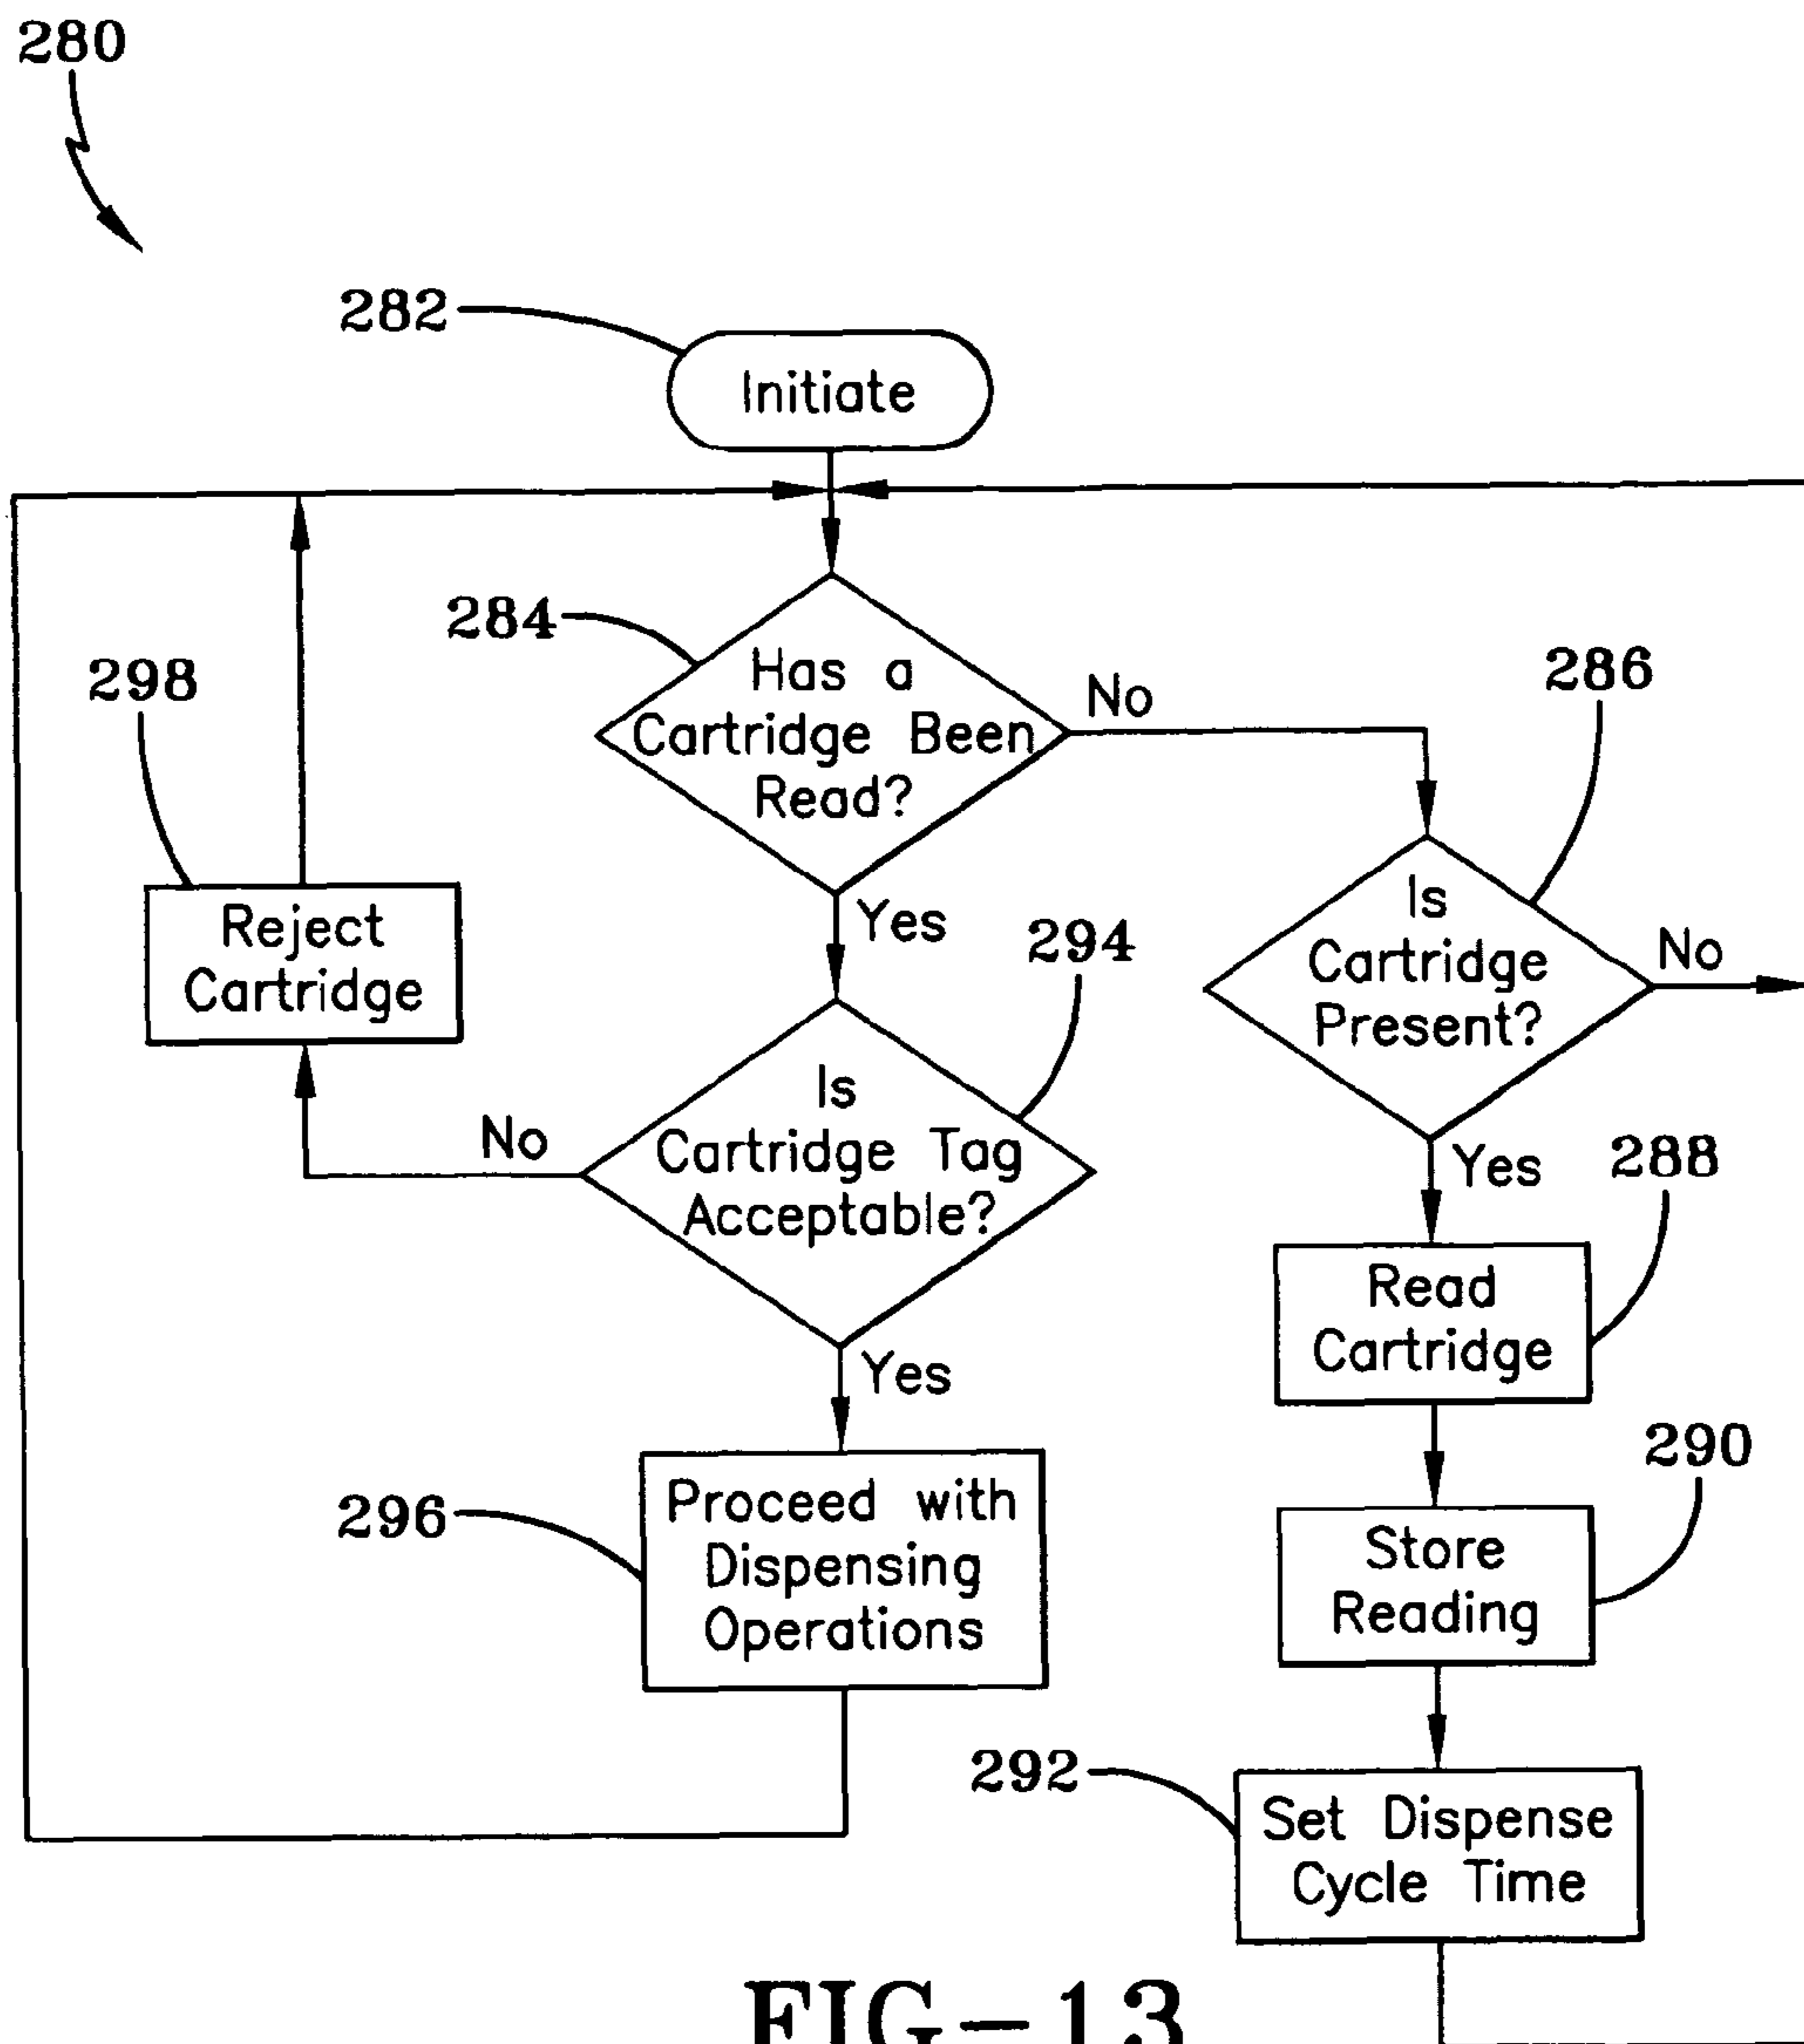 280
282
Initiate
284
Has a
Cartridge Been
Read?
No
286
298
Is
Cartridge
Present?
No
Reject
Cartridge
Yes
294
Is
Cartridge Tag
Acceptable?
No
Yes
288
Read
Cartridge
Yes
290
296
Proceed with
Dispensing
Operations
Store
Reading
292
Set Dispense
Cycle Time
FIG-13